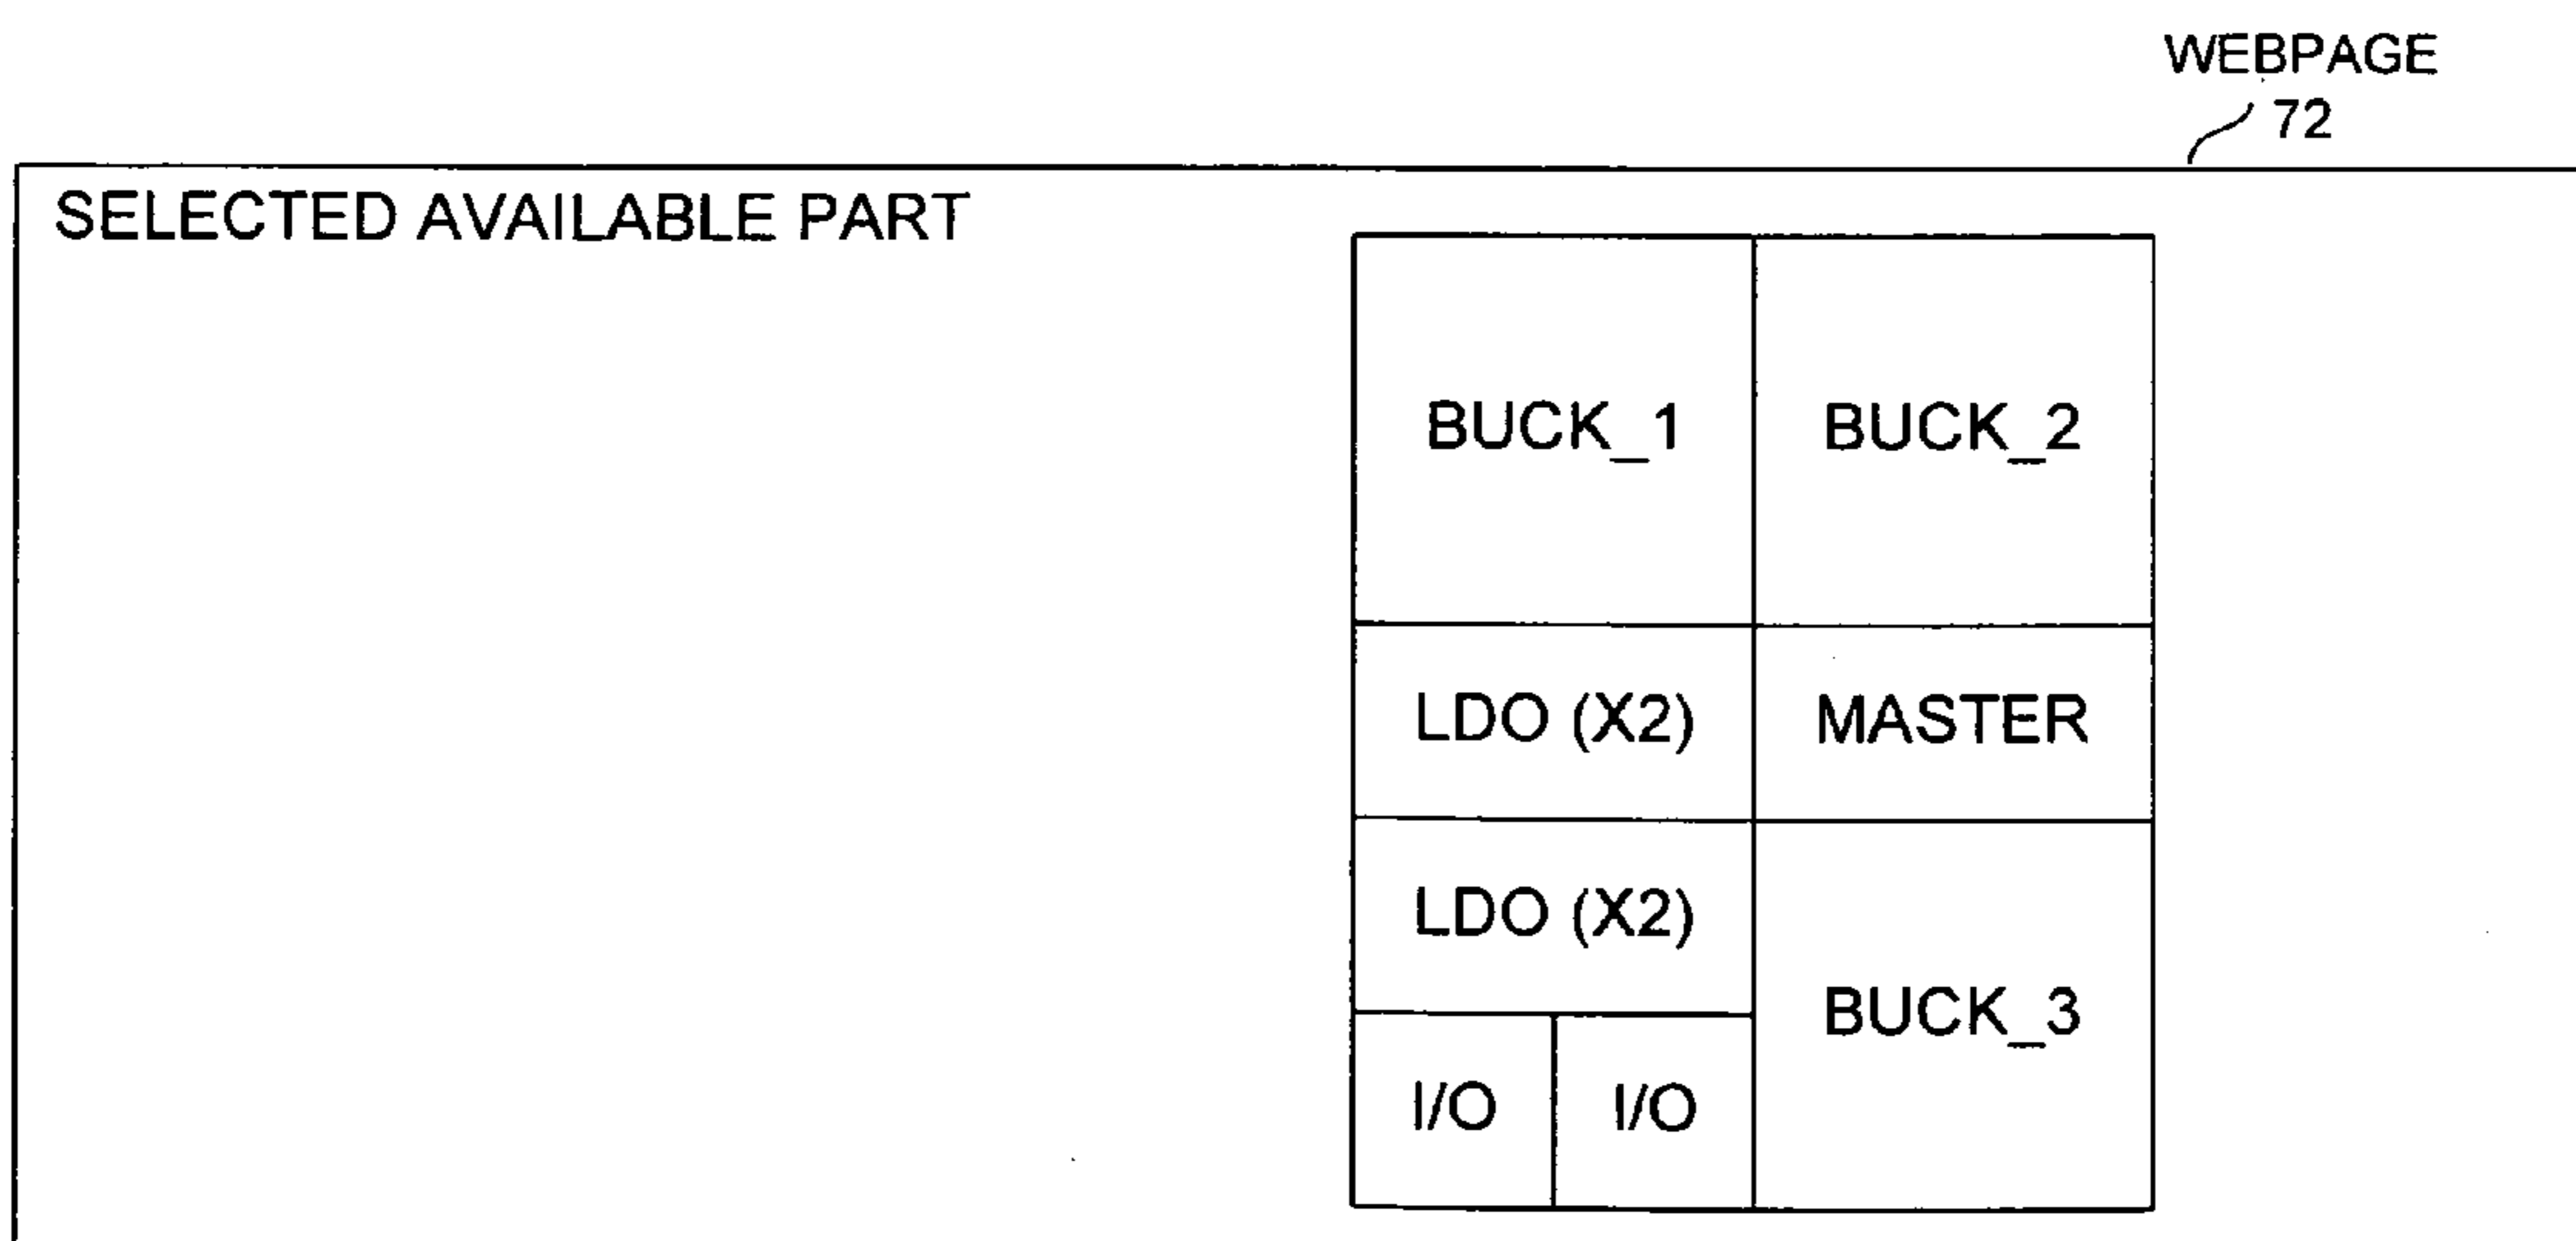 WEBPAGE
72
SELECTED AVAILABLE PART
BUCK_1 BUCK_2
LDO (X2) MASTER
LDO (X2)
BUCK_3
I/O I/O